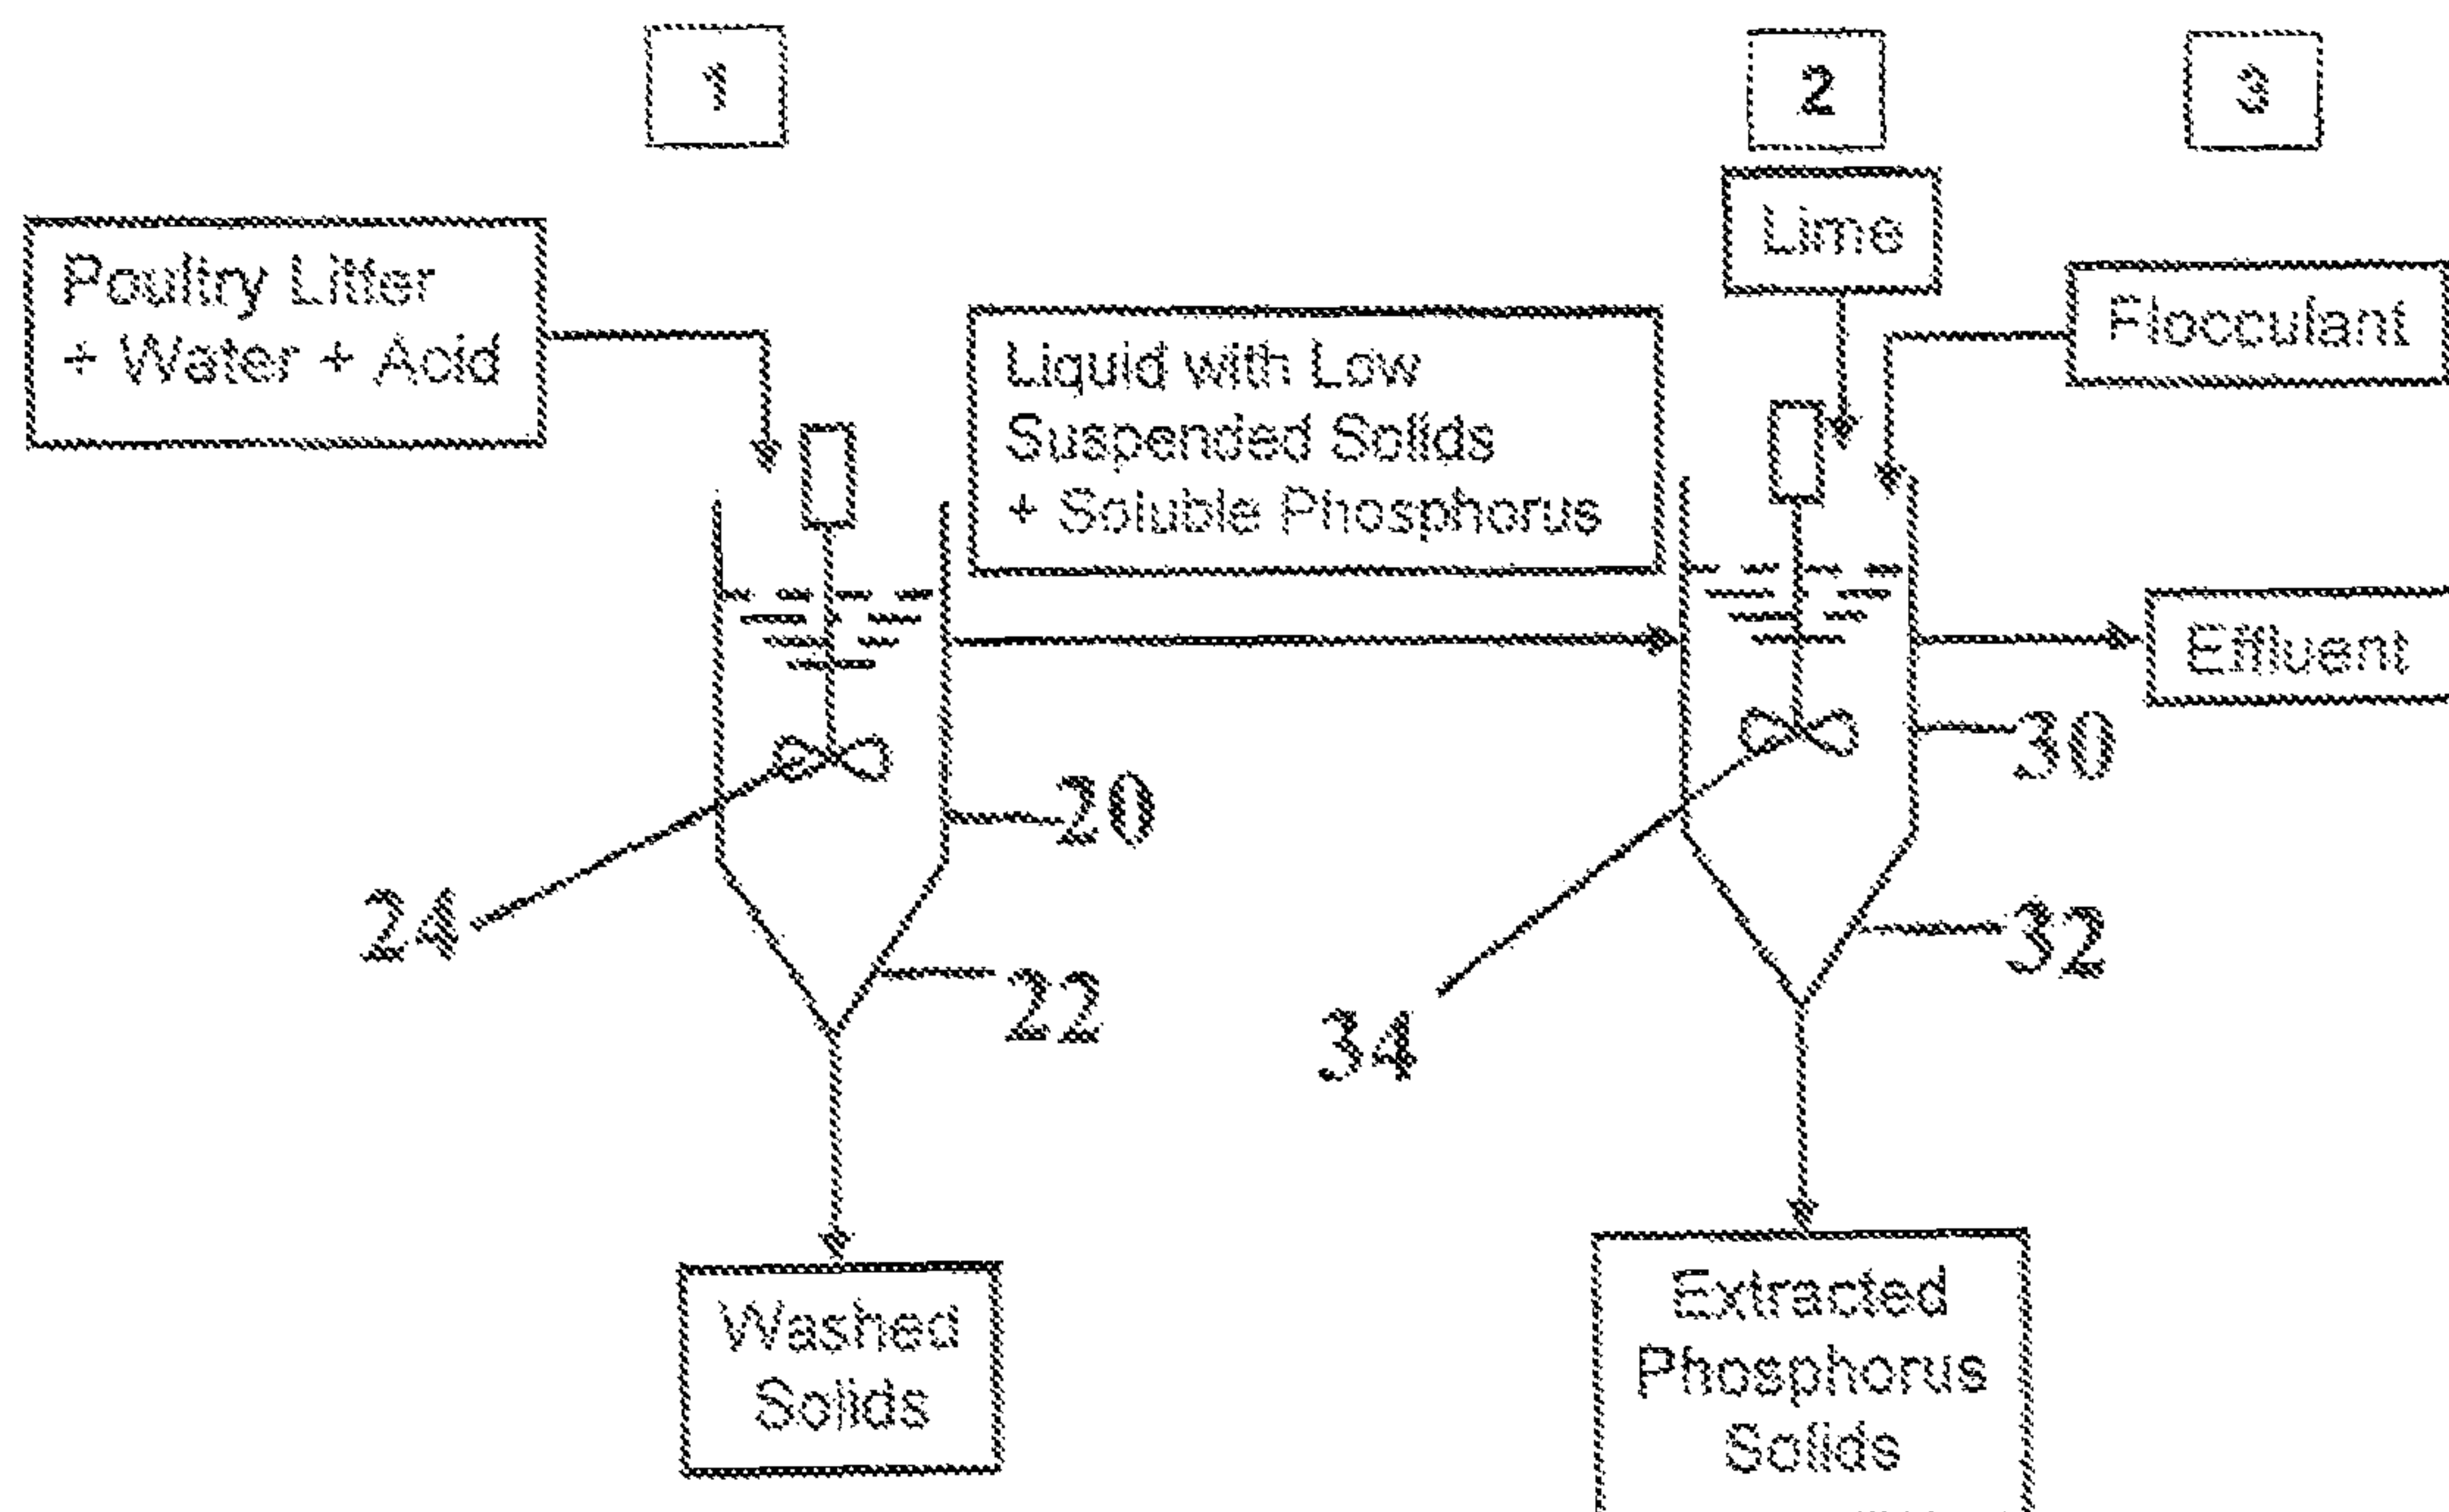 1
2
3
Lime
Poultry Litter
+ Water + Acid
Flocculant
Liquid with Low
Suspended Solids
+ Soluble Phosphorus
Effluent
30
20
24
32
22
34
Washed
Solids
Extracted
Phosphorus
Solids